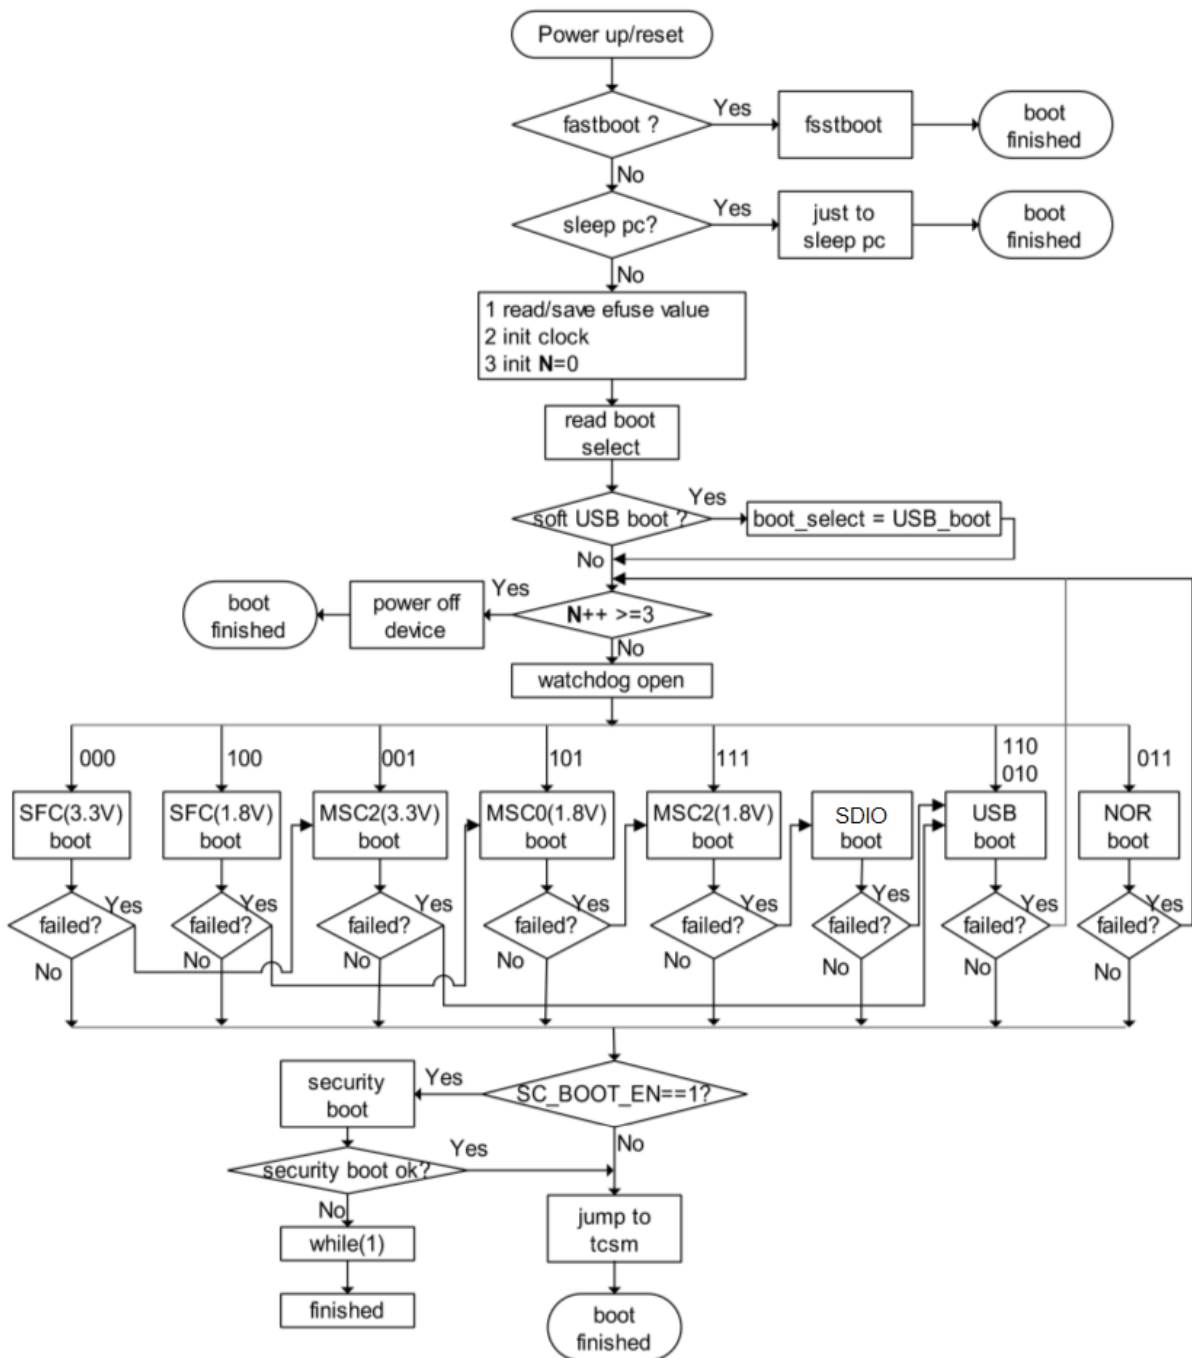 Power up/reset
fastboot ?
Yes
fsstboot
boot
finished
No
sleep pc?
Yes
just to
sleep pc
boot
finished
No
1 read/save efuse value
2 init clock
3 init N=0
read boot
select
soft USB boot ?
Yes
boot_select = USB_boot
No
boot
finished
power off
device
Yes
N++ >=3
No
watchdog open
000
100
001
101
111
110
010
011
SFC(3.3V)
boot
SFC(1.8V)
boot
MSC2(3.3V)
boot
MSC0(1.8V)
boot
MSC2(1.8V)
boot
SDIO
boot
USB
boot
NOR
boot
failed?
Yes
failed?
Yes
failed?
Yes
failed?
Yes
failed?
Yes
failed?
Yes
failed?
Yes
failed?
Yes
No
No
No
No
No
No
No
No
security
boot
Yes
SC_BOOT_EN==1?
No
security boot ok?
Yes
No
while(1)
finished
jump to
tcsm
boot
finished